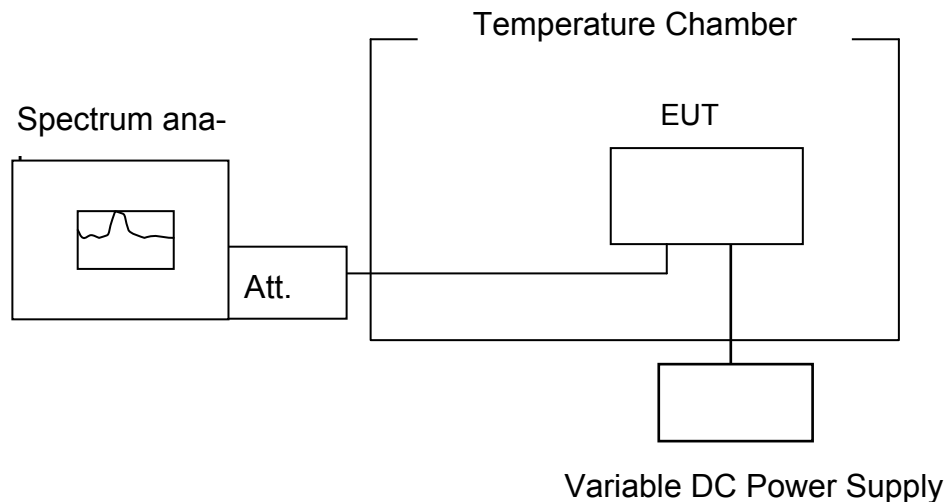 Temperature Chamber
Spectrum ana-
EUT
Att.
Variable DC Power Supply